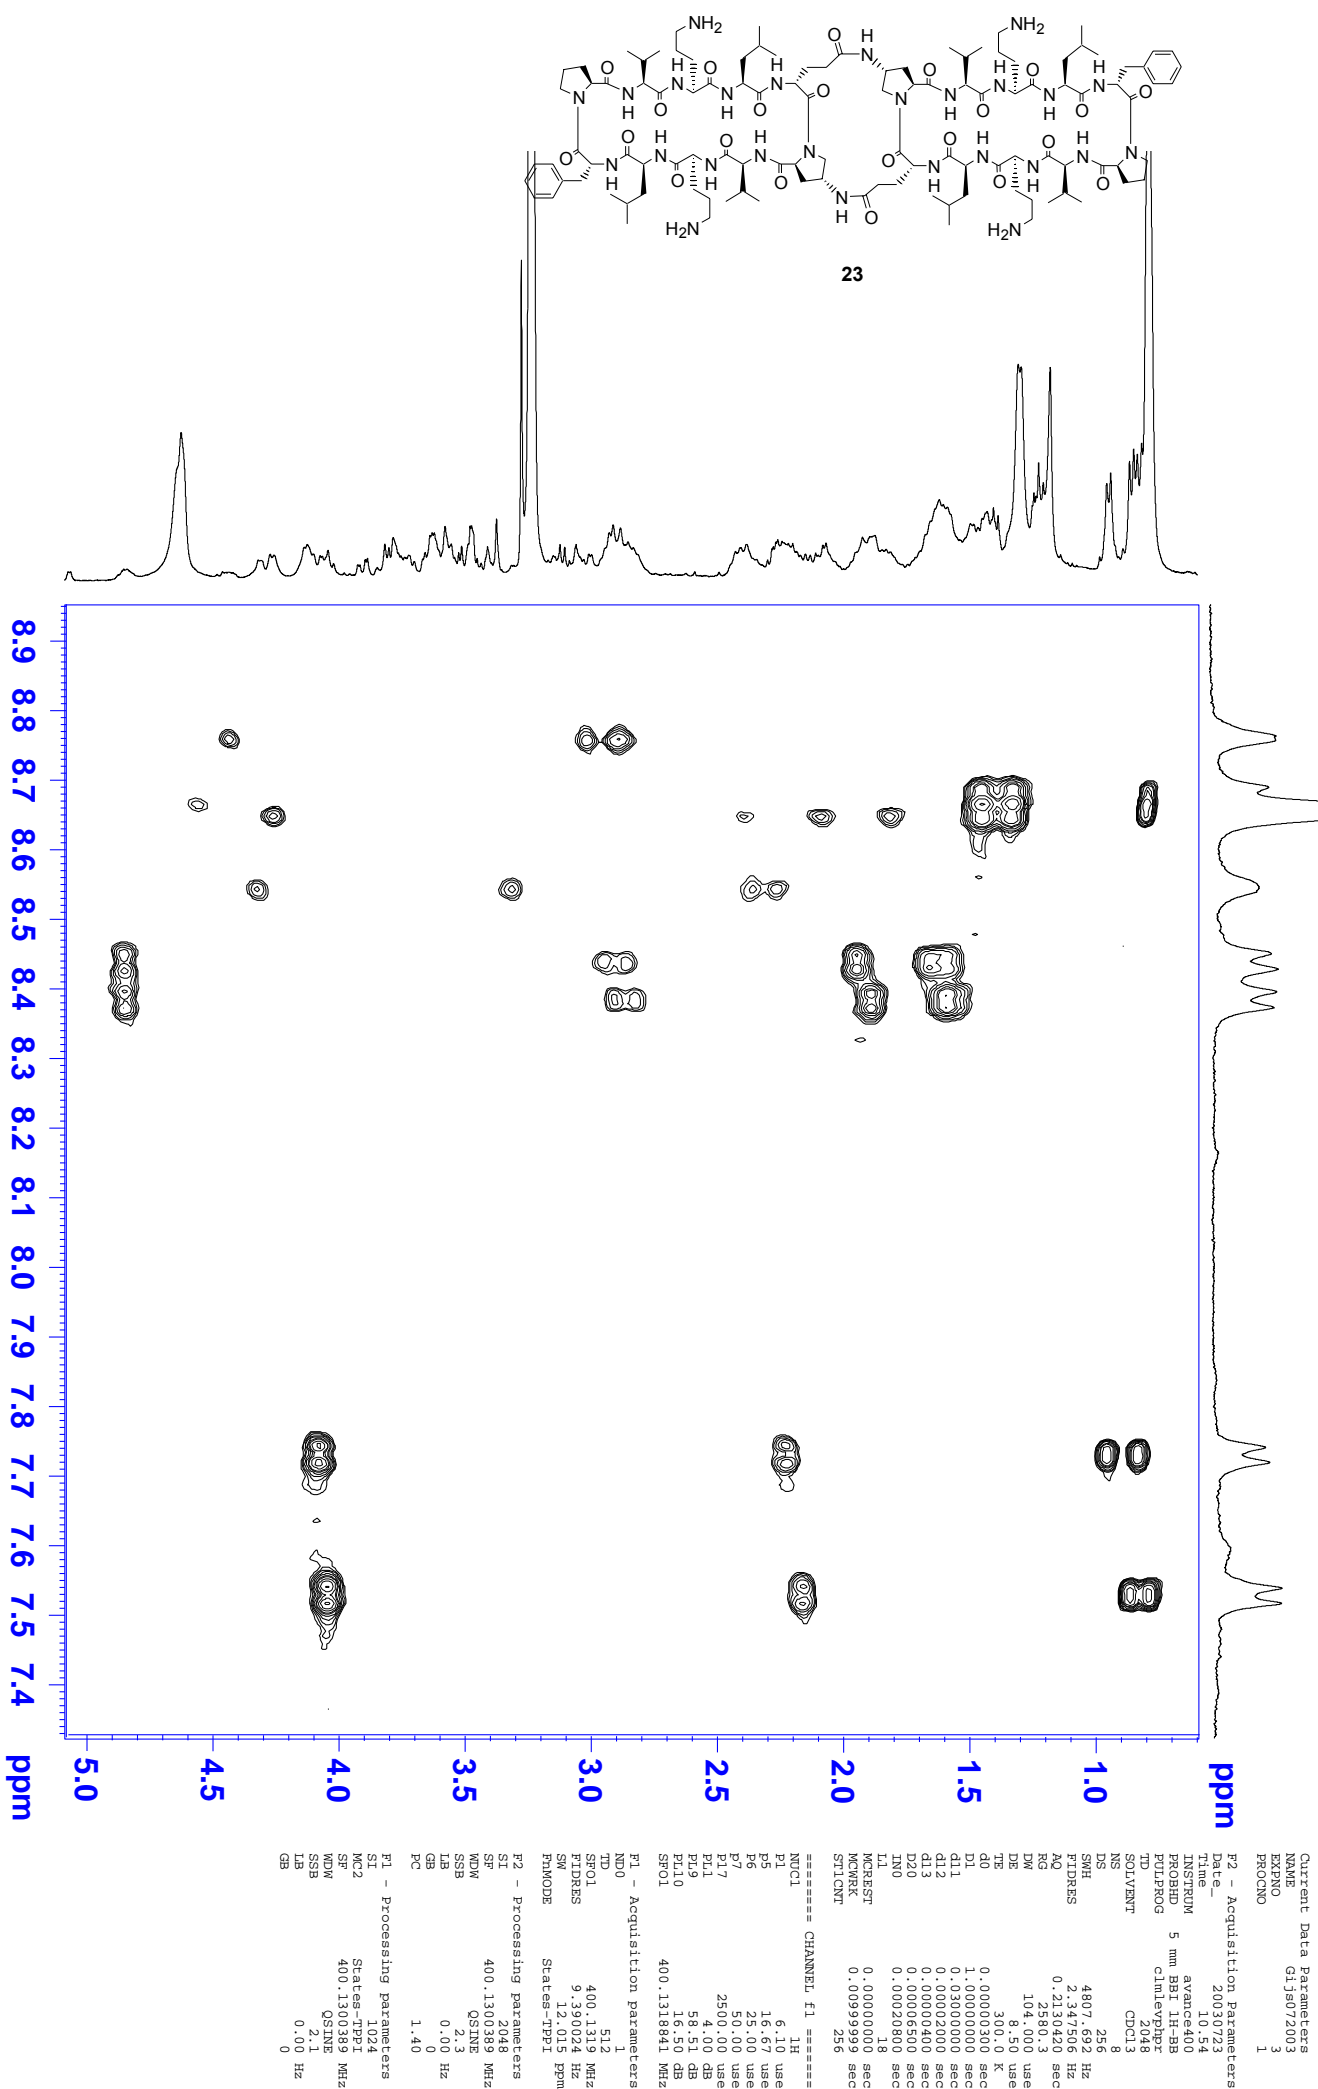 NH2
NH2
O
H
N
O
N
H
O
H
N
O
N
H
O
H
N
O
O
H
N
O
N
H
O
H
N
O
N
H
O
H
N
O
N
O
N
H
O
N
H
O
N
H
O
N
H
O
N
O
N
H
O
N
H
O
N
H
O
N
H
O
N
N
H
O
H2N
H2N
23
8.9
8.8
8.7
8.6
8.5
8.4
8.3
8.2
8.1
8.0
7.9
7.8
7.7
7.6
7.5
7.4
ppm
5.0
4.5
4.0
3.5
3.0
2.5
2.0
1.5
1.0
ppm
Current Data Parameters
NAME Gijs072003
EXPNO 3
PROCNO 1
F2 - Acquisition Parameters
Date_ 20030723
Time 10.54
INSTRUM avance400
PROBHD 5 mm BBI 1H-BB
PULPROG clmlevphpr
TD 2048
SOLVENT CDCl3
NS 8
DS 256
SWH 4807.692 Hz
FIDRES 2.347506 Hz
AQ 0.2130420 sec
RG 2580.3
DW 104.000 use
DE 8.50 use
TE 300.0 K
d0 0.00000300 sec
D1 1.00000000 sec
d11 0.03000000 sec
d12 0.00002000 sec
d13 0.00000400 sec
D20 0.00006500 sec
IN0 0.00020800 sec
L1 18
MCREST 0.00000000 sec
MCWRK 0.00999999 sec
ST1CNT 256
======== CHANNEL f1 ========
NUC1 1H
P1 6.10 use
p5 16.67 use
P6 25.00 use
p7 50.00 use
P17 2500.00 use
PL1 4.00 dB
PL9 58.51 dB
PL10 16.50 dB
SFO1 400.1318841 MHz
F1 - Acquisition parameters
ND0 1
TD 512
SFO1 400.1319 MHz
FIDRES 9.390024 Hz
SW 12.015 ppm
FnMODE States-TPPI
F2 - Processing parameters
SI 2048
SF 400.1300389 MHz
WDW QSINE
SSB 2.3
LB 0.00 Hz
GB 0
PC 1.40
F1 - Processing parameters
SI 1024
MC2 States-TPPI
SF 400.1300389 MHz
WDW QSINE
SSB 2.1
LB 0.00 Hz
GB 0